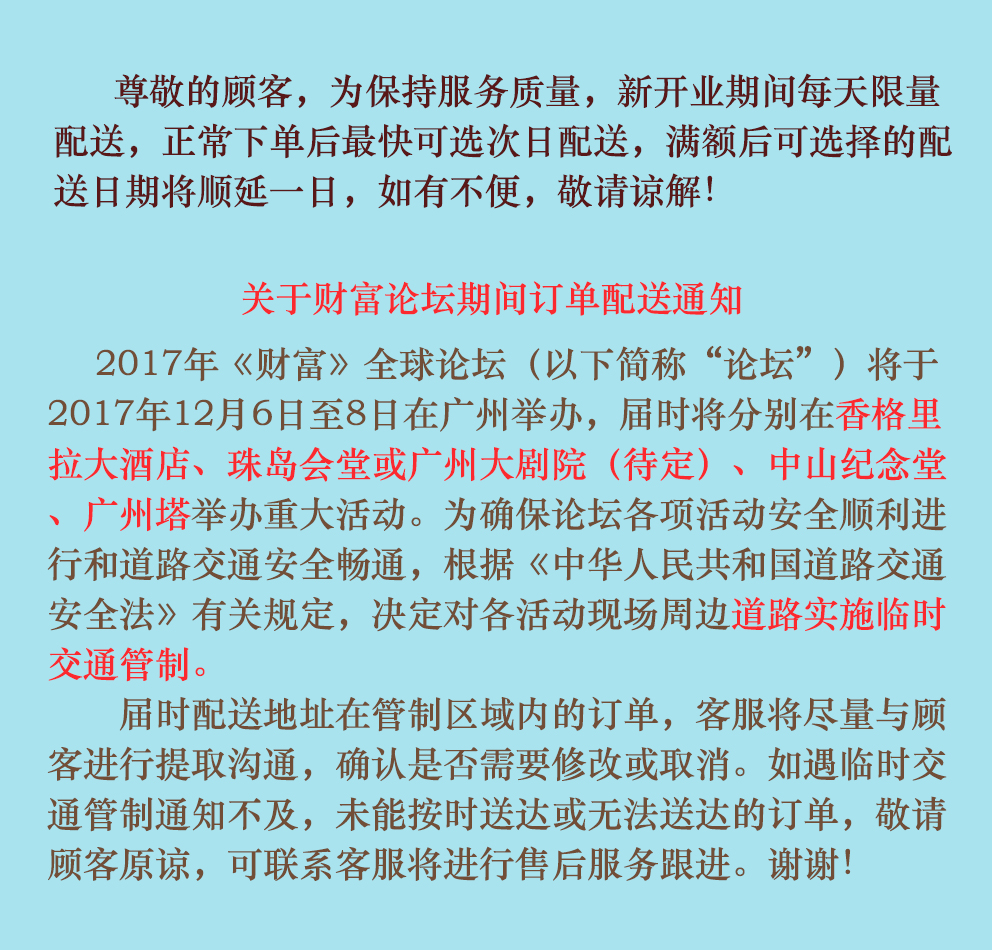 尊敬的顾客，为保持服务质量，新开业期间每天限量
配送，正常下单后最快可选次日配送，满额后可选择的配
送日期将顺延一日，如有不便，敬请谅解！
关于财富论坛期间订单配送通知
2017年《财富》全球论坛（以下简称“论坛”）将于
2017年12月6日至8日在广州举办，届时将分别在香格里
拉大酒店、珠岛会堂或广州大剧院（待定）、中山纪念堂
、广州塔举办重大活动。为确保论坛各项活动安全顺利进
行和道路交通安全畅通，根据《中华人民共和国道路交通
安全法》有关规定，决定对各活动现场周边道路实施临时
交通管制。
届时配送地址在管制区域内的订单，客服将尽量与顾
客进行提取沟通，确认是否需要修改或取消。如遇临时交
通管制通知不及，未能按时送达或无法送达的订单，敬请
顾客原谅，可联系客服将进行售后服务跟进。谢谢！